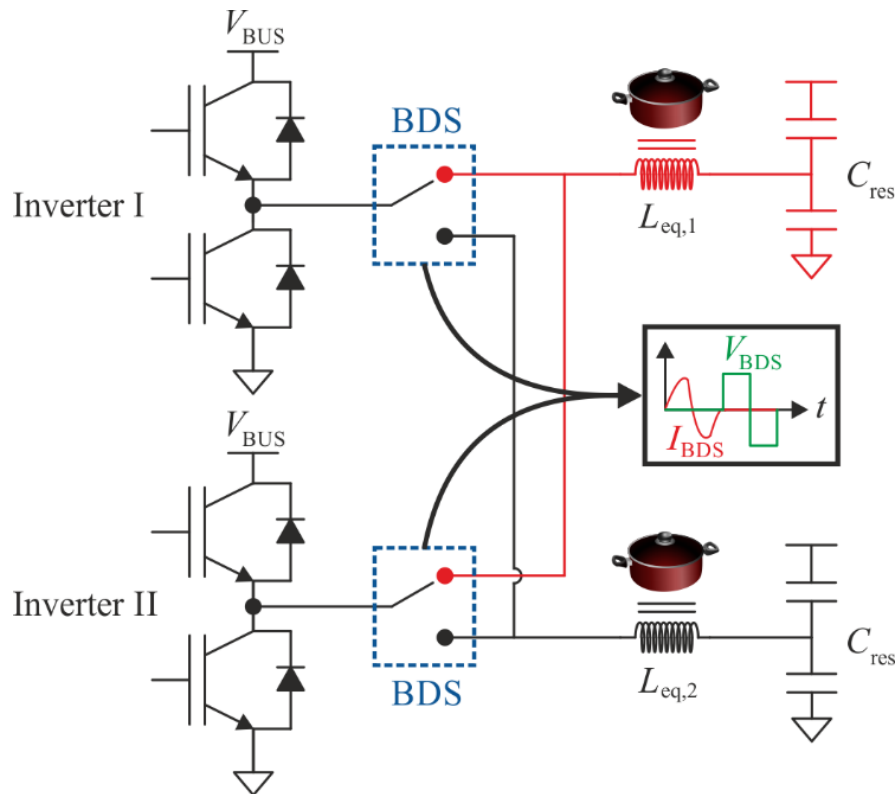 V_BUS
BDS
Inverter I
L_eq,1
C_res
V_BDS
t
I_BDS
V_BUS
Inverter II
BDS
L_eq,2
C_res